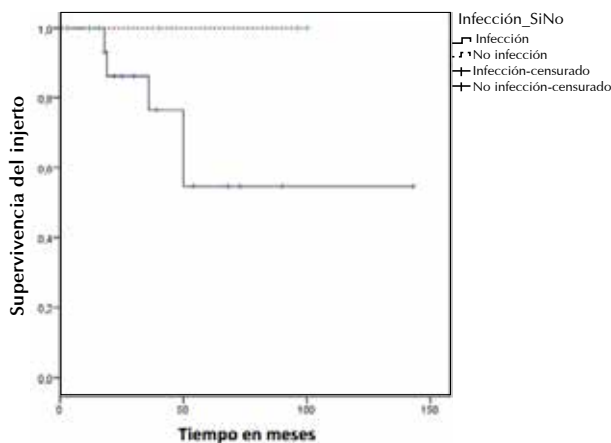 Infección_SiNo
Infección
No infección
Infección-censurado
No infección-censurado
Supervivencia del injerto
1,0
0,8
0,6
0,4
0,2
0,0
0
50
100
150
Tiempo en meses